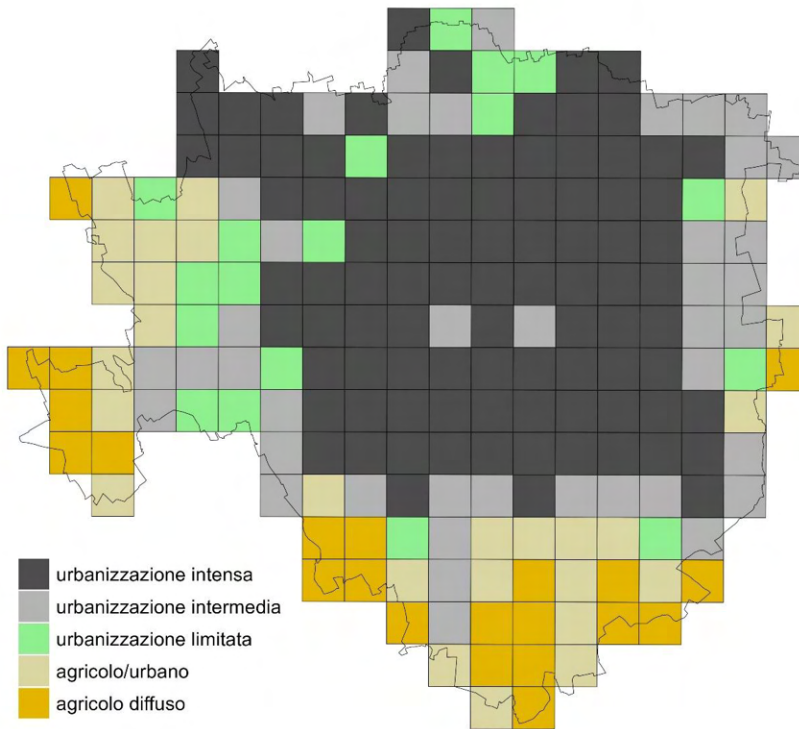 urbanizzazione intensa
urbanizzazione intermedia
urbanizzazione limitata
agricolo/urbano
agricolo diffuso